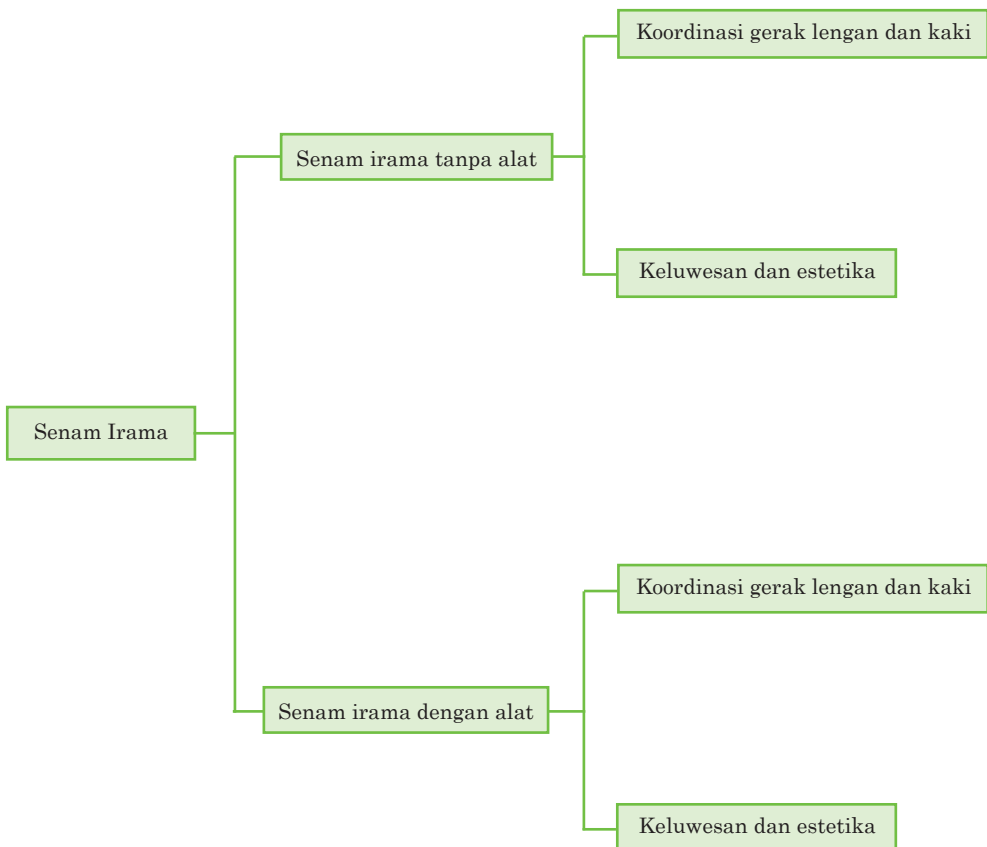 Koordinasi gerak lengan dan kaki
Senam irama tanpa alat
Keluwesan dan estetika
Senam Irama
Koordinasi gerak lengan dan kaki
Senam irama dengan alat
Keluwesan dan estetika